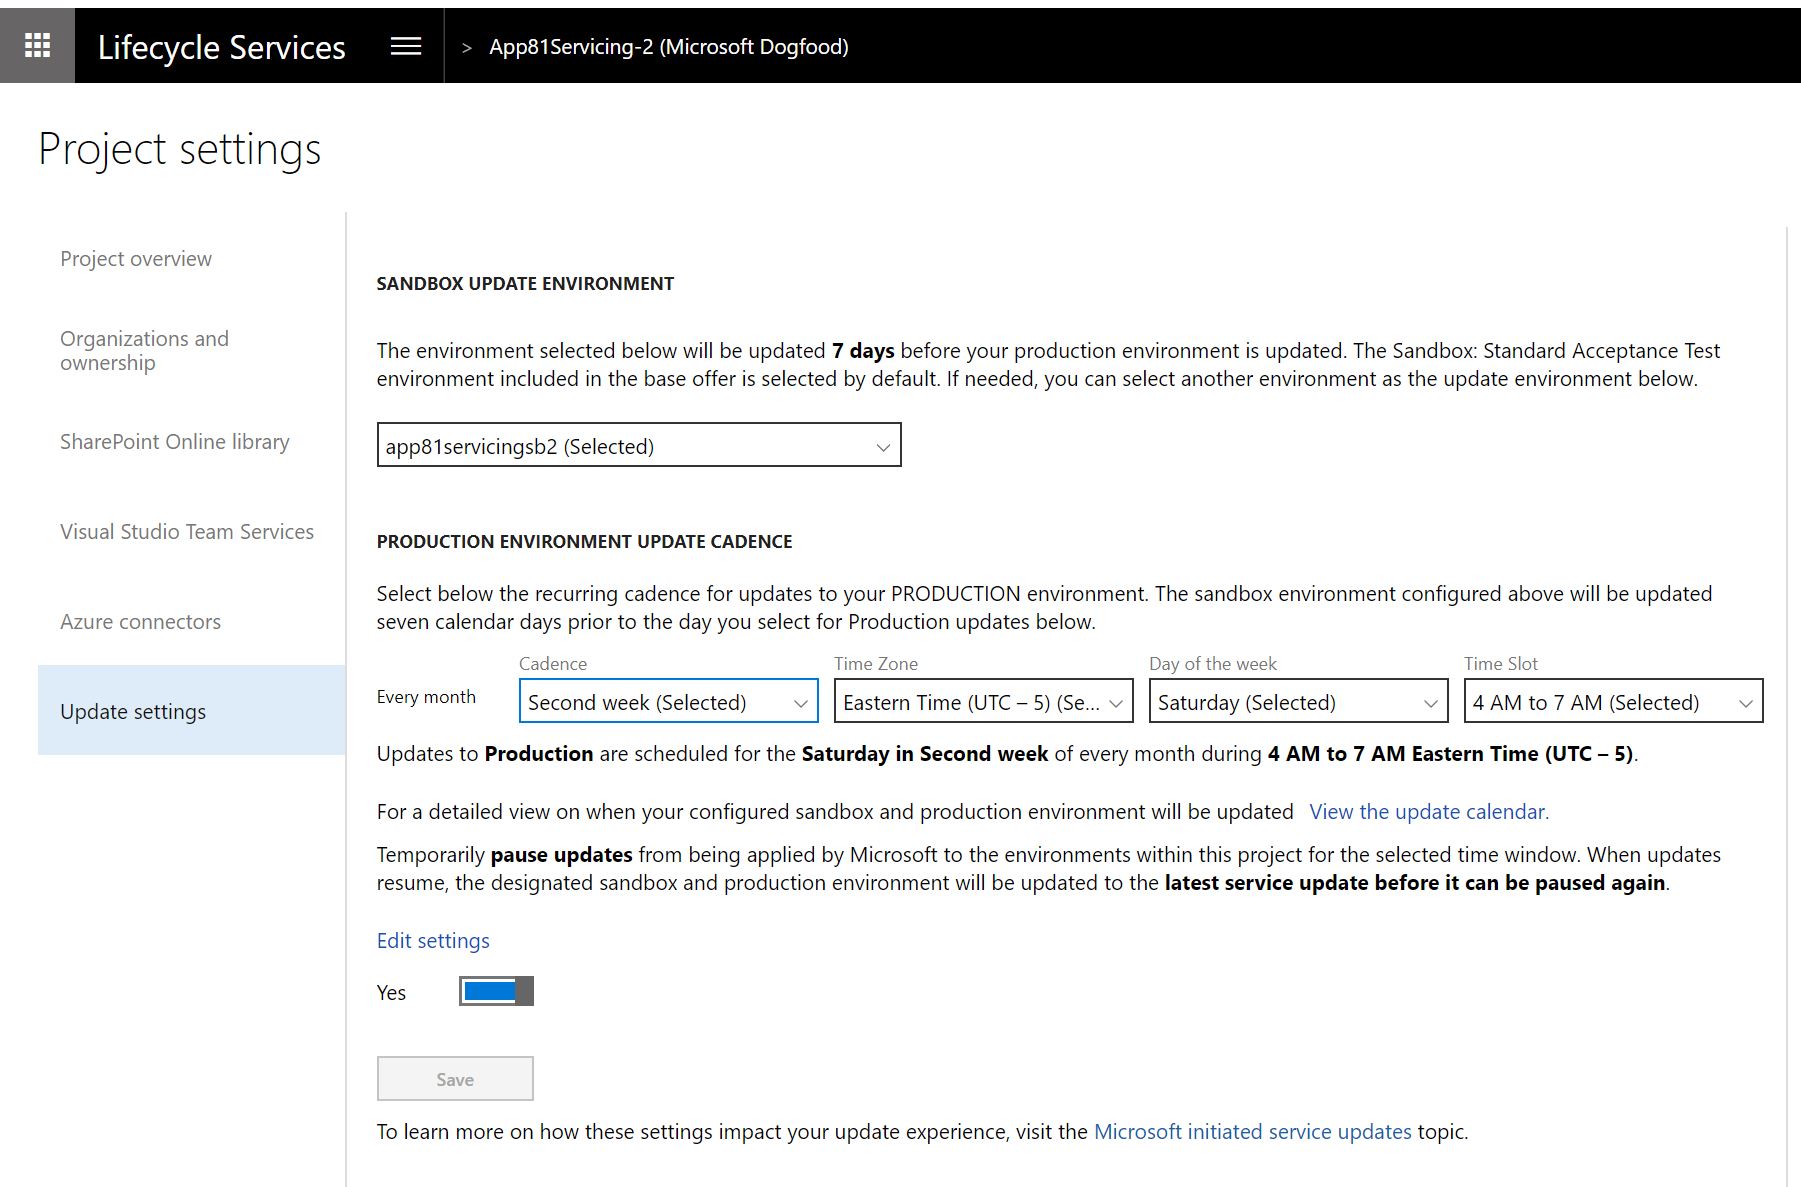 Lifecycle Services
> App81Servicing-2 (Microsoft Dogfood)
Project settings
Project overview
Organizations and
ownership
SharePoint Online library
Visual Studio Team Services
Azure connectors
Update settings
SANDBOX UPDATE ENVIRONMENT
The environment selected below will be updated 7 days before your production environment is updated. The Sandbox: Standard Acceptance Test
environment included in the base offer is selected by default. If needed, you can select another environment as the update environment below.
app81servicingsb2 (Selected)
PRODUCTION ENVIRONMENT UPDATE CADENCE
Select below the recurring cadence for updates to your PRODUCTION environment. The sandbox environment configured above will be updated
seven calendar days prior to the day you select for Production updates below.
Cadence Time Zone Day of the week Time Slot
Every month Second week (Selected) Eastern Time (UTC – 5) (Se... Saturday (Selected) 4 AM to 7 AM (Selected)
Updates to Production are scheduled for the Saturday in Second week of every month during 4 AM to 7 AM Eastern Time (UTC – 5).
For a detailed view on when your configured sandbox and production environment will be updated View the update calendar.
Temporarily pause updates from being applied by Microsoft to the environments within this project for the selected time window. When updates
resume, the designated sandbox and production environment will be updated to the latest service update before it can be paused again.
Edit settings
Yes
Save
To learn more on how these settings impact your update experience, visit the Microsoft initiated service updates topic.